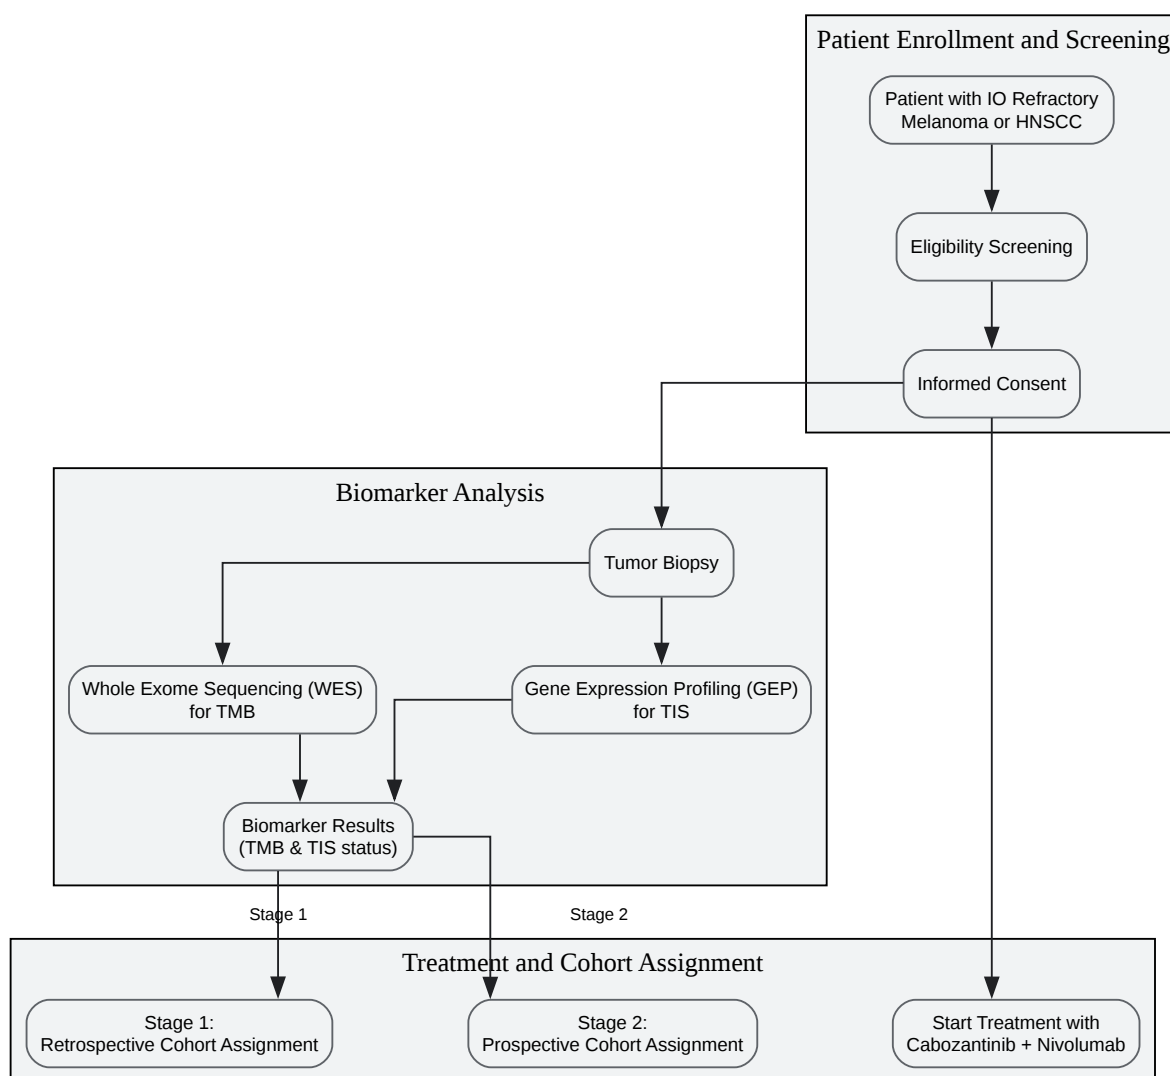 Patient Enrollment and Screening
Patient with IO Refractory
Melanoma or HNSCC
Eligibility Screening
Informed Consent
Biomarker Analysis
Tumor Biopsy
Whole Exome Sequencing (WES)
for TMB
Gene Expression Profiling (GEP)
for TIS
Biomarker Results
(TMB & TIS status)
Stage 1
Stage 2
Treatment and Cohort Assignment
Stage 1:
Retrospective Cohort Assignment
Stage 2:
Prospective Cohort Assignment
Start Treatment with
Cabozantinib + Nivolumab